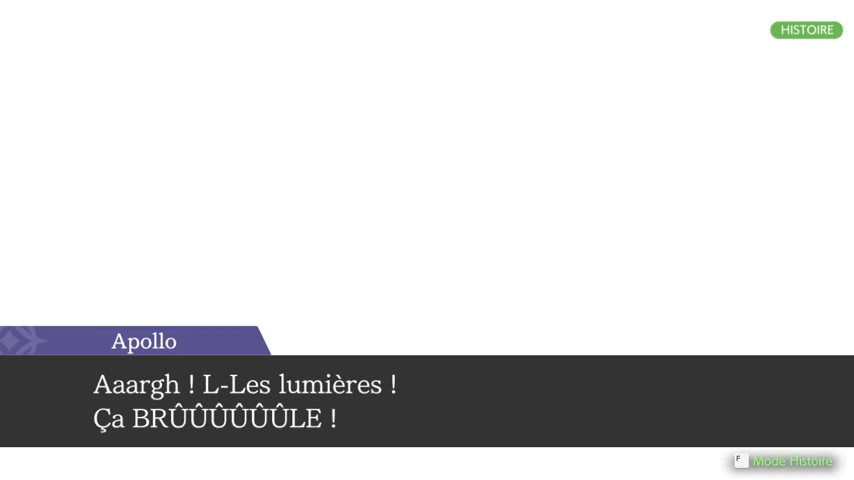 HISTOIRE
Apollo
Aaargh ! L-Les lumières !
Ça BRÛÛÛÛÛÛLE !
F Mode Histoire